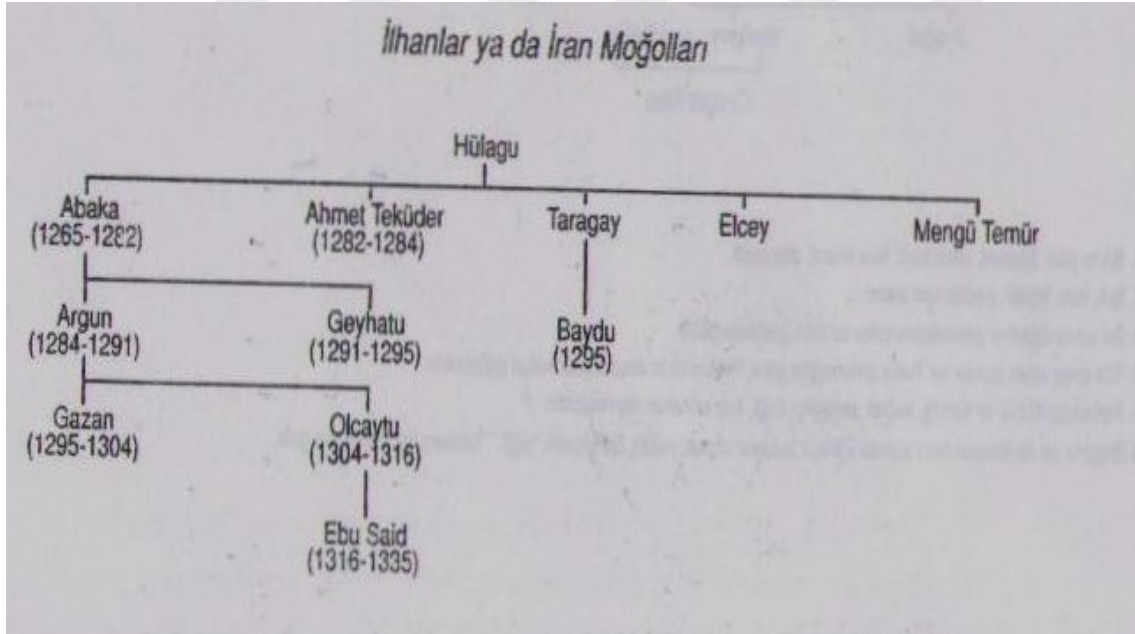 İlhanlar ya da İran Moğolları
Hülagu
Abaka
(1265-1282)
Ahmet Teküder
(1282-1284)
Taragay
Elcey
Mengü Temür
Argun
(1284-1291)
Geyhatu
(1291-1295)
Baydu
(1295)
Gazan
(1295-1304)
Olcaytu
(1304-1316)
Ebu Said
(1316-1335)